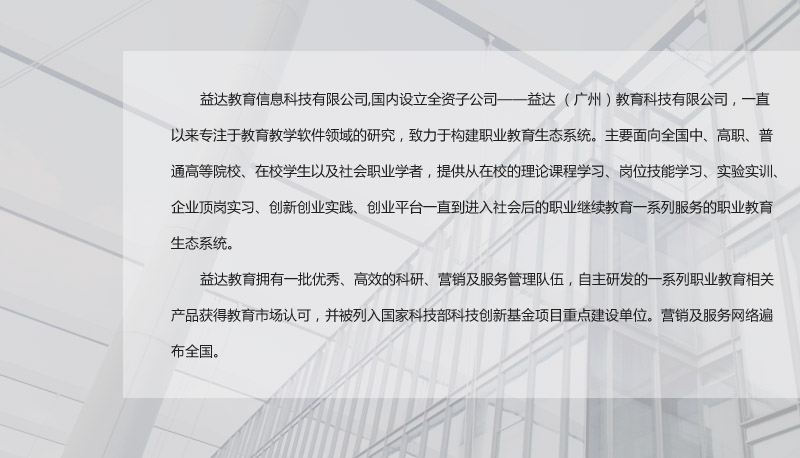 益达教育信息科技有限公司,国内设立全资子公司——益达（广州）教育科技有限公司，一直
以来专注于教育教学软件领域的研究，致力于构建职业教育生态系统。主要面向全国中、高职、普
通高等院校、在校学生以及社会职业学者，提供从在校的理论课程学习、岗位技能学习、实验实训、
企业顶岗实习、创新创业实践、创业平台一直到进入社会后的职业继续教育一系列服务的职业教育
生态系统。
益达教育拥有一批优秀、高效的科研、营销及服务管理队伍，自主研发的一系列职业教育相关
产品获得教育市场认可，并被列入国家科技部科技创新基金项目重点建设单位。营销及服务网络遍
布全国。